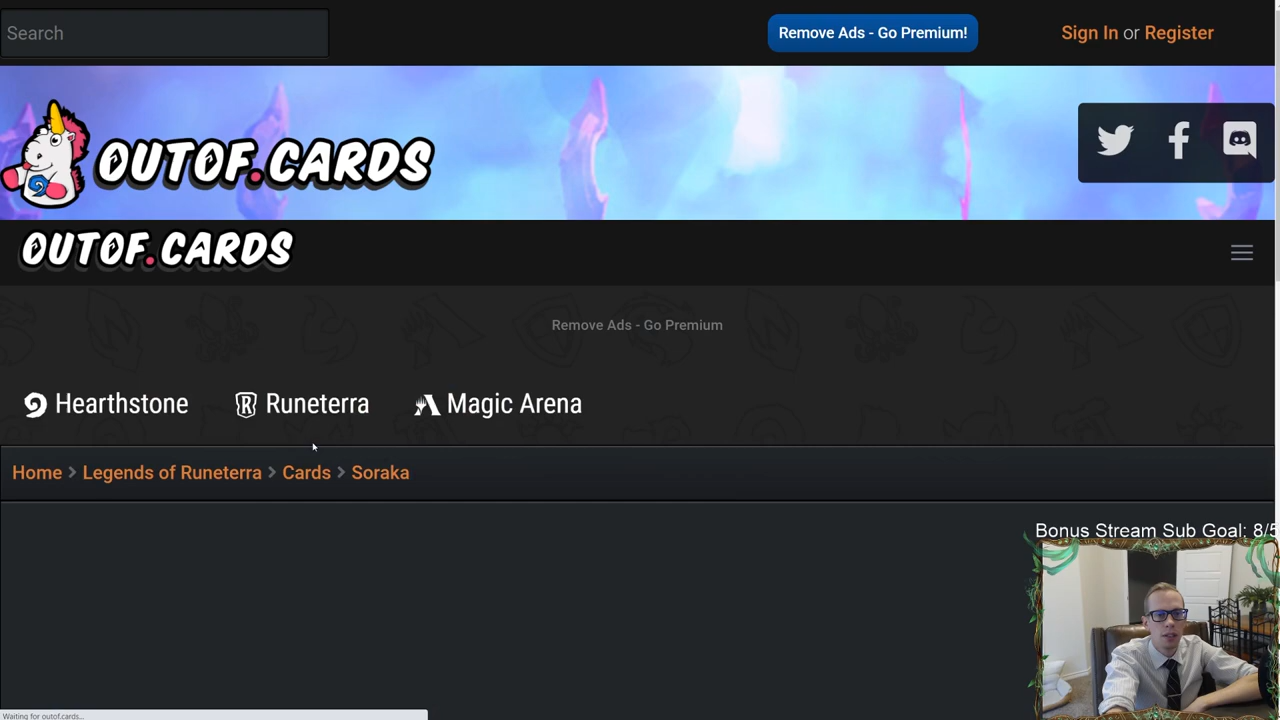 Search
Remove Ads - Go Premium!
Sign In or Register
OUTOF.CARDS
OUTOF.CARDS
Remove Ads - Go Premium
Hearthstone
Runeterra
Magic Arena
Home > Legends of Runeterra > Cards > Soraka
Bonus Stream Sub Goal: 8/5
Waiting for outof.cards...